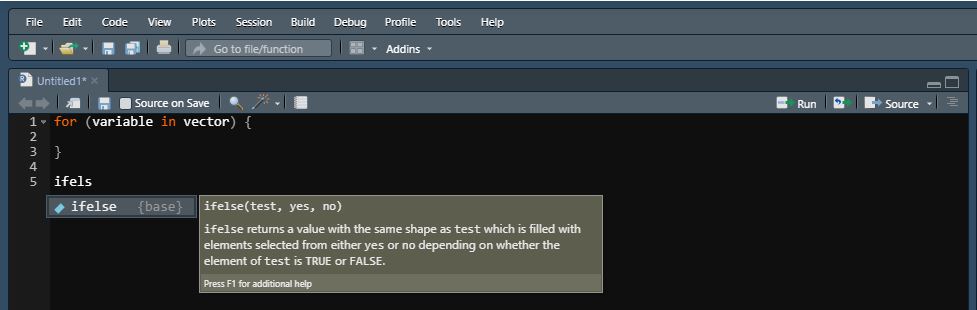 File Edit Code View Plots Session Build Debug Profile Tools Help
Go to file/function Addins
Untitled1*
Source on Save Run Source
1 for (variable in vector) {
2
3 }
4
5 ifels
ifelse {base}
ifelse(test, yes, no)
ifelse returns a value with the same shape as test which is filled with
elements selected from either yes or no depending on whether the
element of test is TRUE or FALSE.
Press F1 for additional help